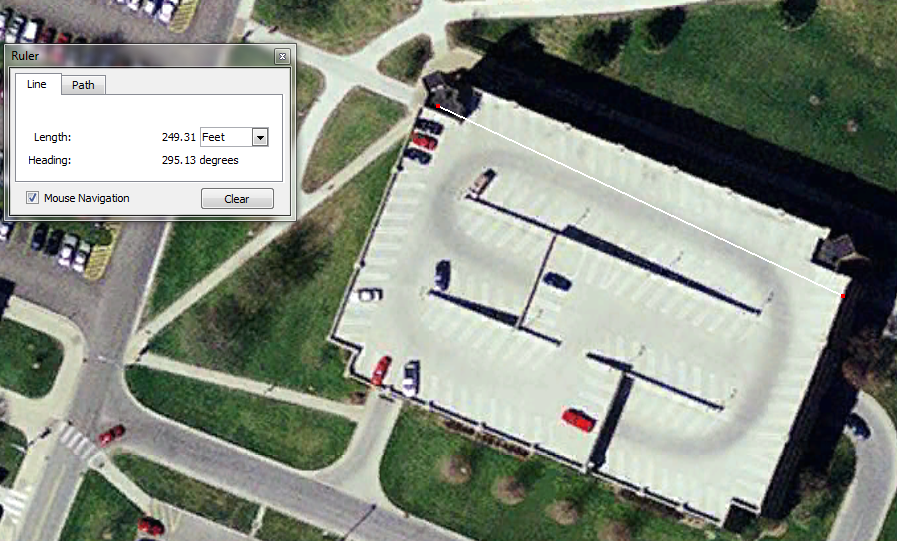 Ruler
Line Path
Length: 249.31 Feet
Heading: 295.13 degrees
Mouse Navigation Clear